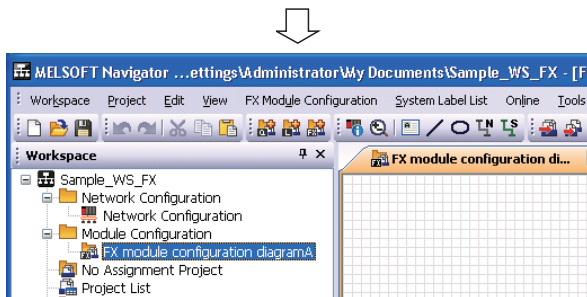 MELSOFT Navigator ...ettings\Administrator\My Documents\Sample_WS_FX - [F
Workspace Project Edit View FX Module Configuration System Label List Online Tools
Workspace
FX module configuration di...
Sample_WS_FX
Network Configuration
Network Configuration
Module Configuration
FX module configuration diagramA
No Assignment Project
Project List